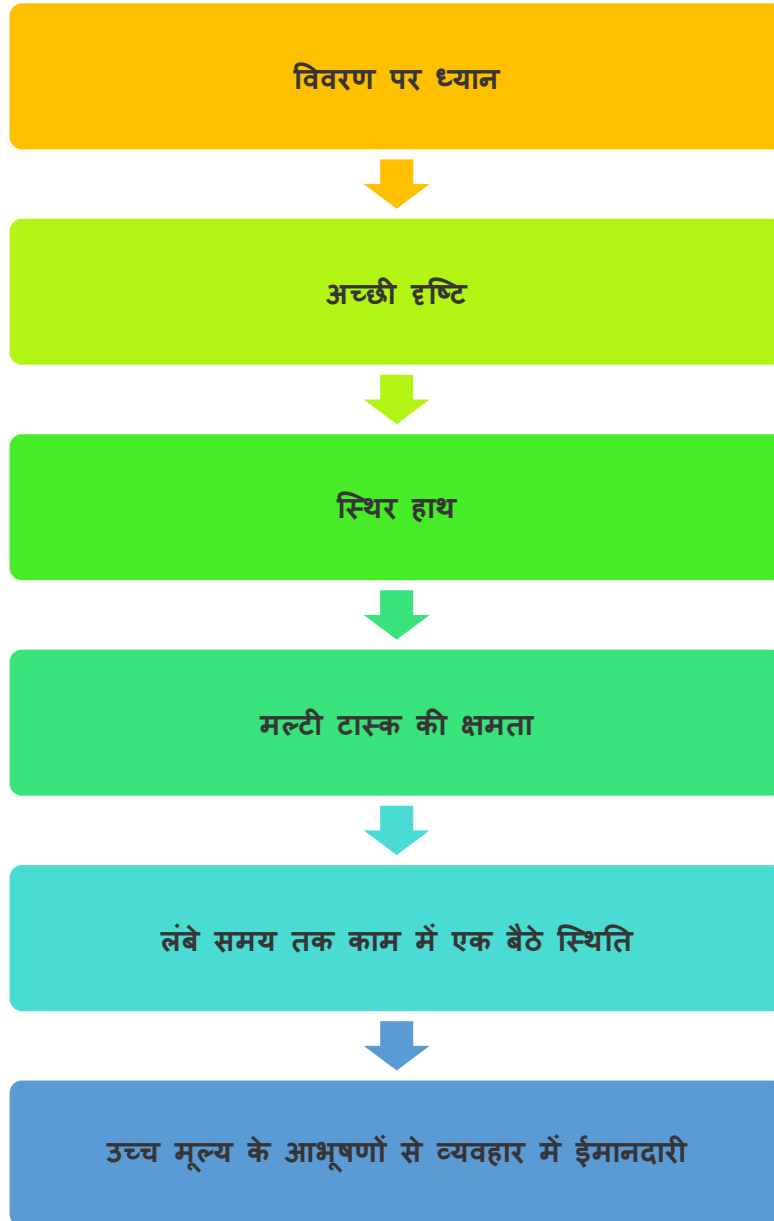 विवरण पर ध्यान
अच्छी दृष्टि
स्थिर हाथ
मल्टी टास्क की क्षमता
लंबे समय तक काम में एक बैठे स्थिति
उच्च मूल्य के आभूषणों से व्यवहार में ईमानदारी